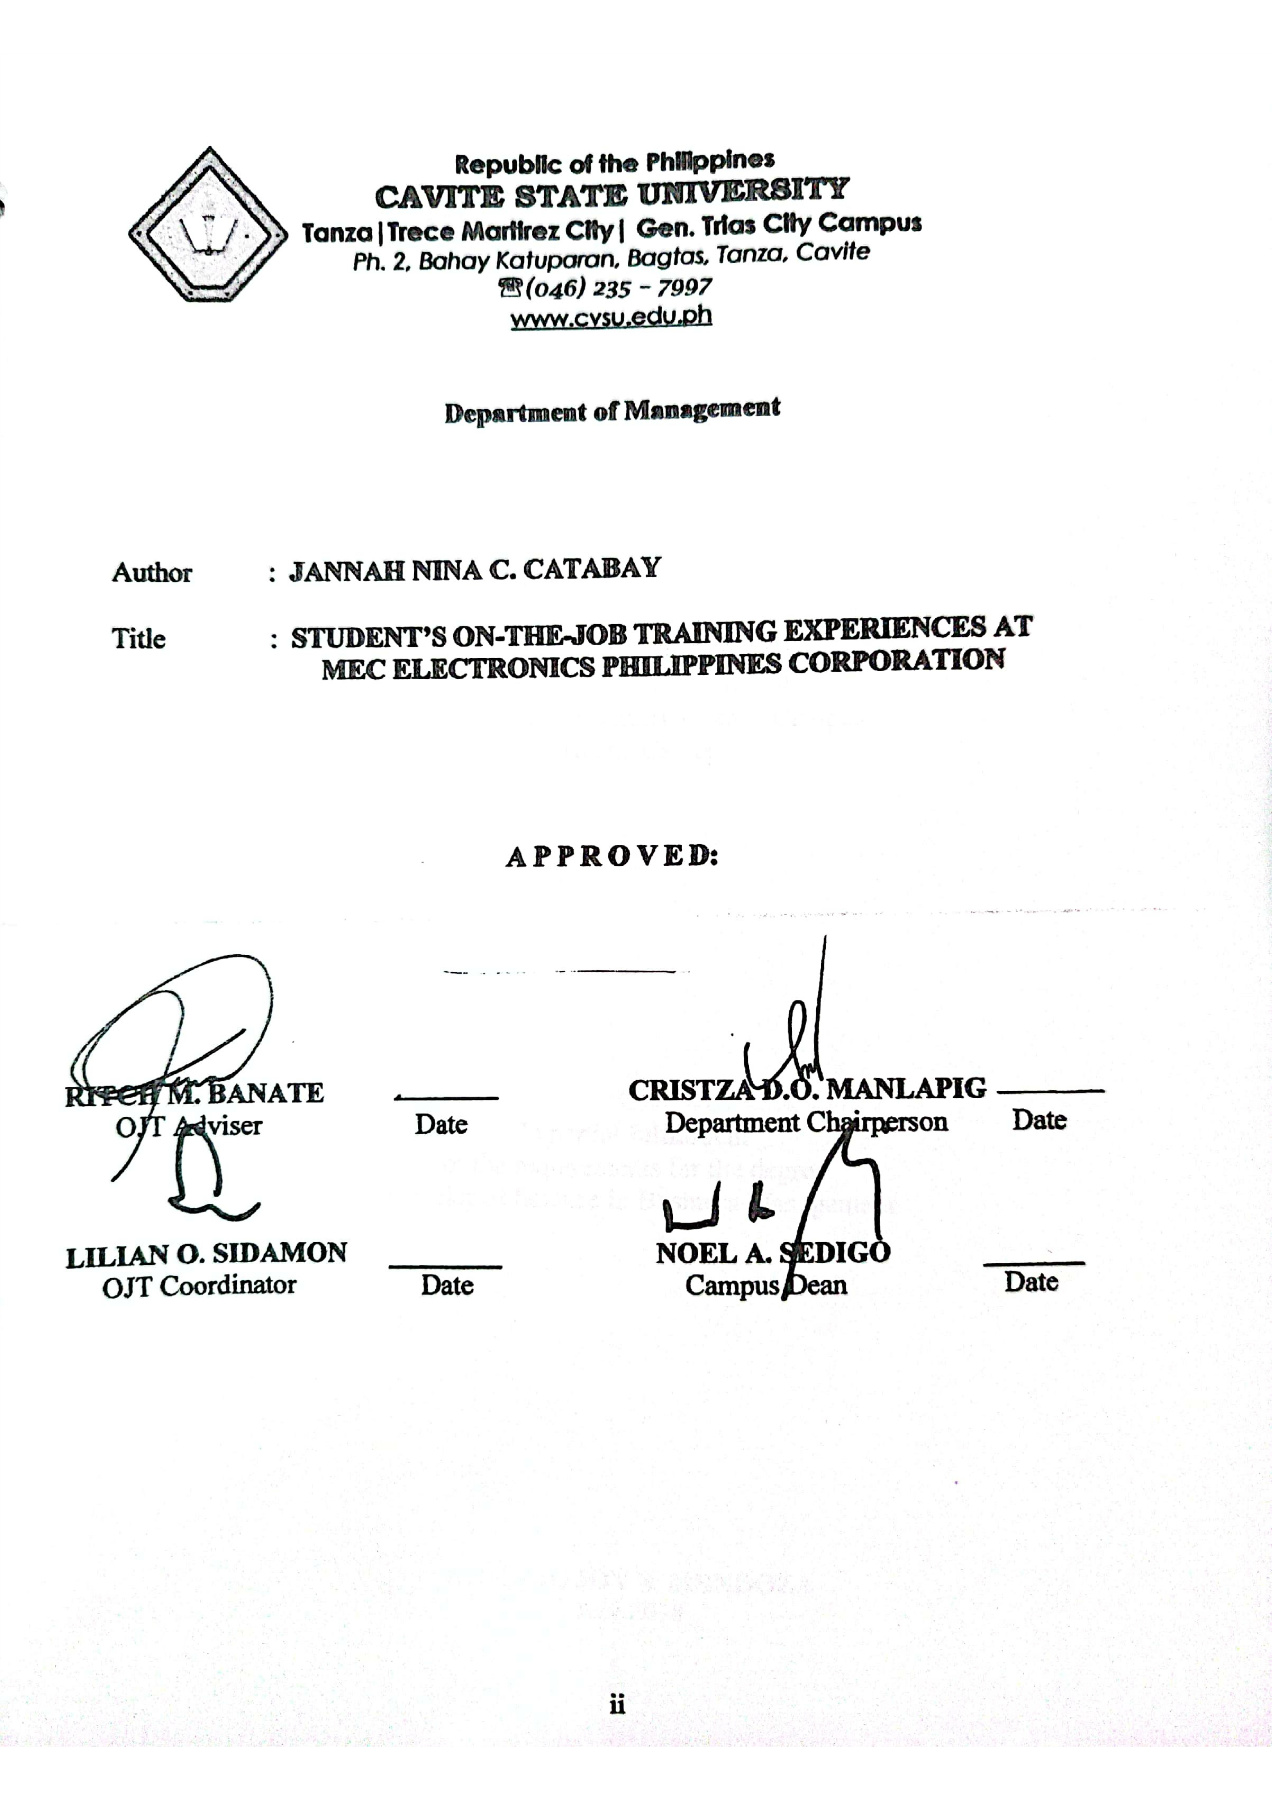 Republic of the Philippines
CAVITE STATE UNIVERSITY
Tanza | Trece Martirez City | Gen. Trias City Campus
Ph. 2, Bahay Katuparan, Bagtas, Tanza, Cavite
☎(046) 235 – 7997
www.cvsu.edu.ph
Department of Management
Author : JANNAH NINA C. CATABAY
Title : STUDENT'S ON-THE-JOB TRAINING EXPERIENCES AT
MEC ELECTRONICS PHILIPPINES CORPORATION
APPROVED:
RITCH M. BANATE
OJT Adviser Date
CRISTZA D.O. MANLAPIG
Department Chairperson Date
LILIAN O. SIDAMON
OJT Coordinator Date
NOEL A. SEDIGO
Campus Dean Date
ii